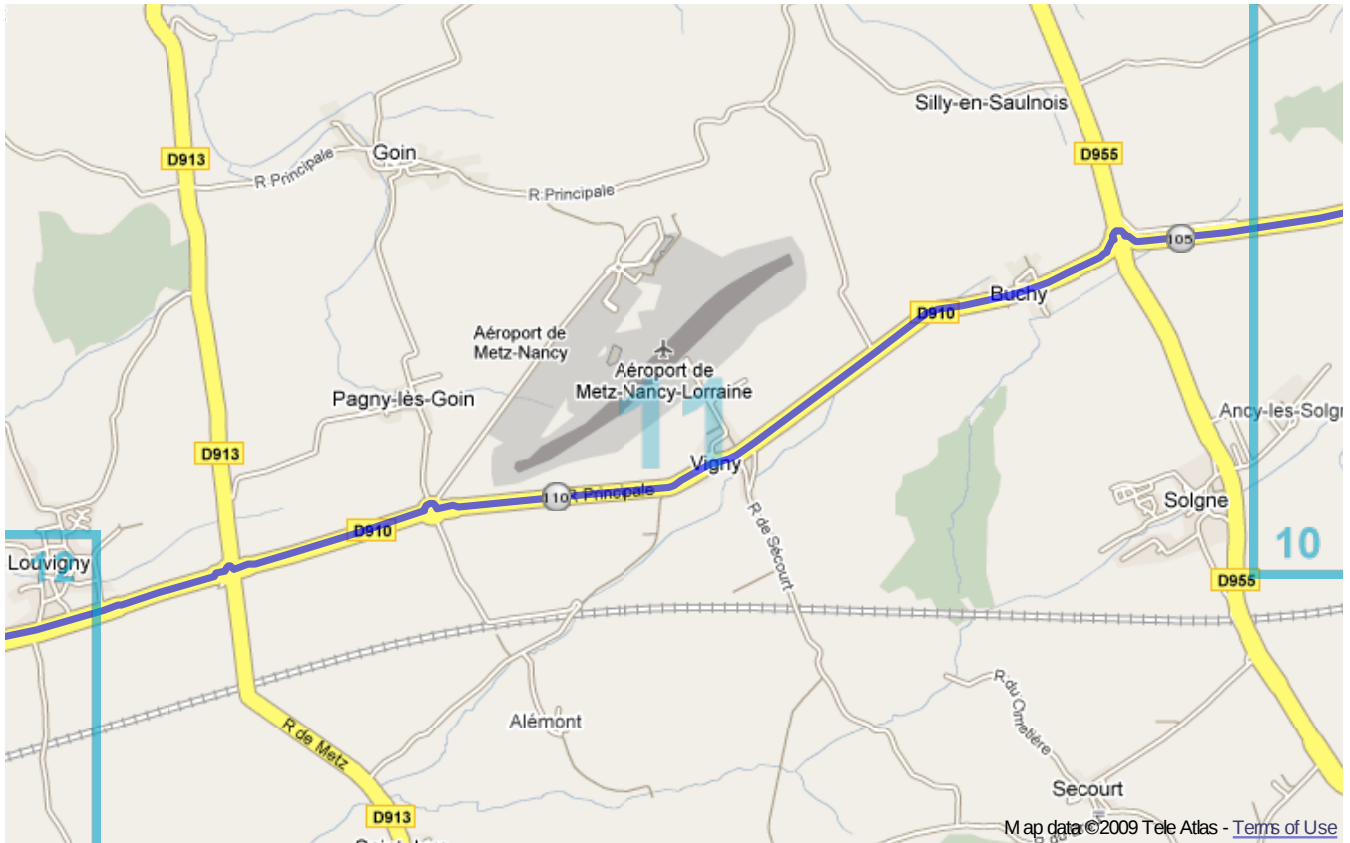 Silly-en-Saulnois
D913
Goin
D955
R Principale
R Principale
105
Buchy
D910
Aéroport de
Metz-Nancy
Aéroport de
Metz-Nancy-Lorraine
11
Pagny-lès-Goin
Ancy-les-Solgn
D913
Vigny
110
R Principale
Solgne
D910
R de Sécourt
10
Louvigny
12
D955
R du Cimetière
Alémont
R de Metz
Secourt
D913
Map data ©2009 Tele Atlas - Terms of Use